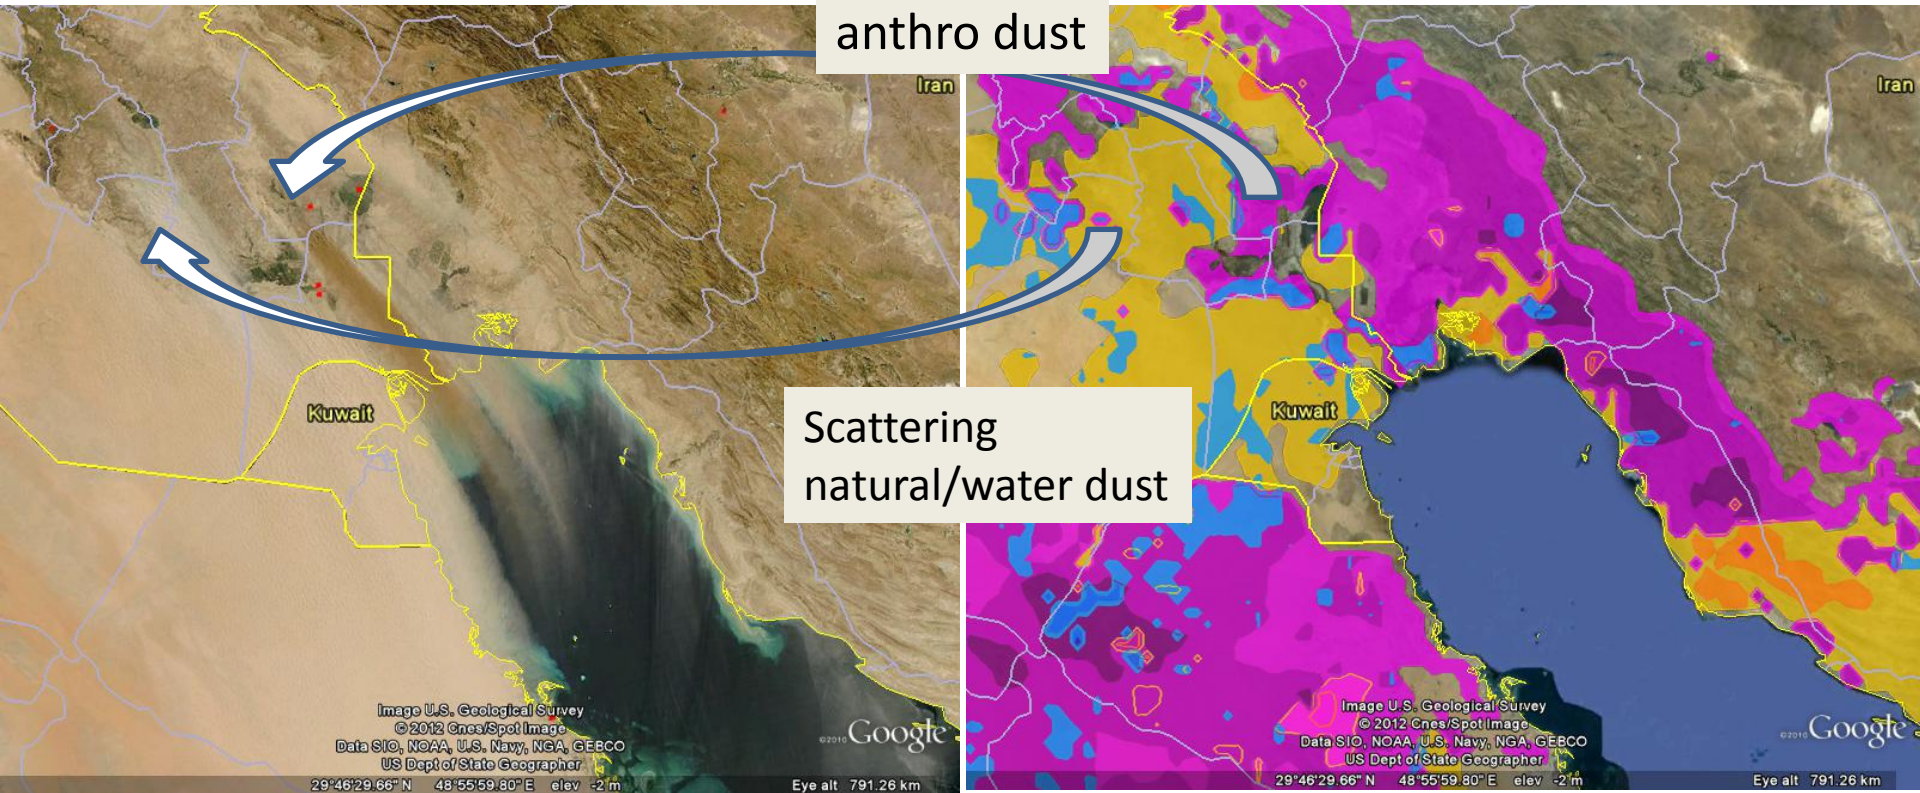 anthro dust
Iran
Iran
Kuwait
Kuwait
Scattering
natural/water dust
Image U.S. Geological Survey
© 2012 Cnes/Spot Image
Data SIO, NOAA, U.S. Navy, NGA, GEBCO
US Dept of State Geographer
©2010 Google
29°46'29.66" N 48°55'59.80" E elev -2 m
Eye alt 791.26 km
Image U.S. Geological Survey
© 2012 Cnes/Spot Image
Data SIO, NOAA, U.S. Navy, NGA, GEBCO
US Dept of State Geographer
©2010 Google
29°46'29.66" N 48°55'59.80" E elev -2 m
Eye alt 791.26 km